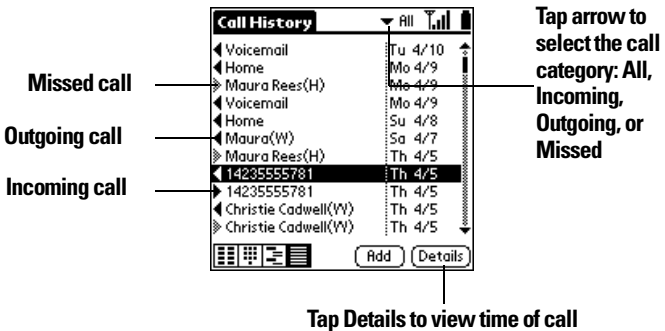 Call History
All
Voicemail Tu 4/10
Home Mo 4/9
Maura Rees(H) Mo 4/9
Voicemail Mo 4/9
Home Su 4/8
Maura(W) Sa 4/7
Maura Rees(H) Th 4/5
14235555781 Th 4/5
14235555781 Th 4/5
Christie Cadwell(W) Th 4/5
Christie Cadwell(W) Th 4/5
Add Details
Missed call
Outgoing call
Incoming call
Tap arrow to
select the call
category: All,
Incoming,
Outgoing, or
Missed
Tap Details to view time of call